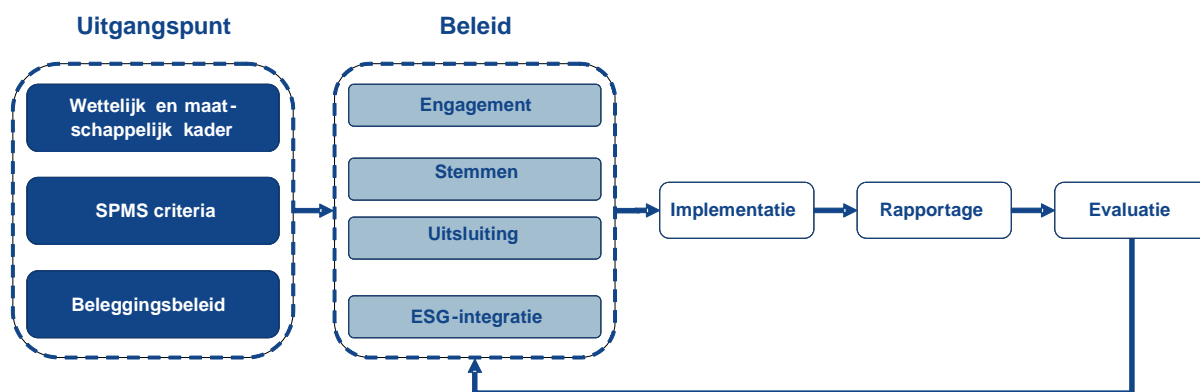 Uitgangspunt
Wettelijk en maat-
schappelijk kader
SPMS criteria
Beleggingsbeleid
Beleid
Engagement
Stemmen
Uitsluiting
ESG-integratie
Implementatie
Rapportage
Evaluatie